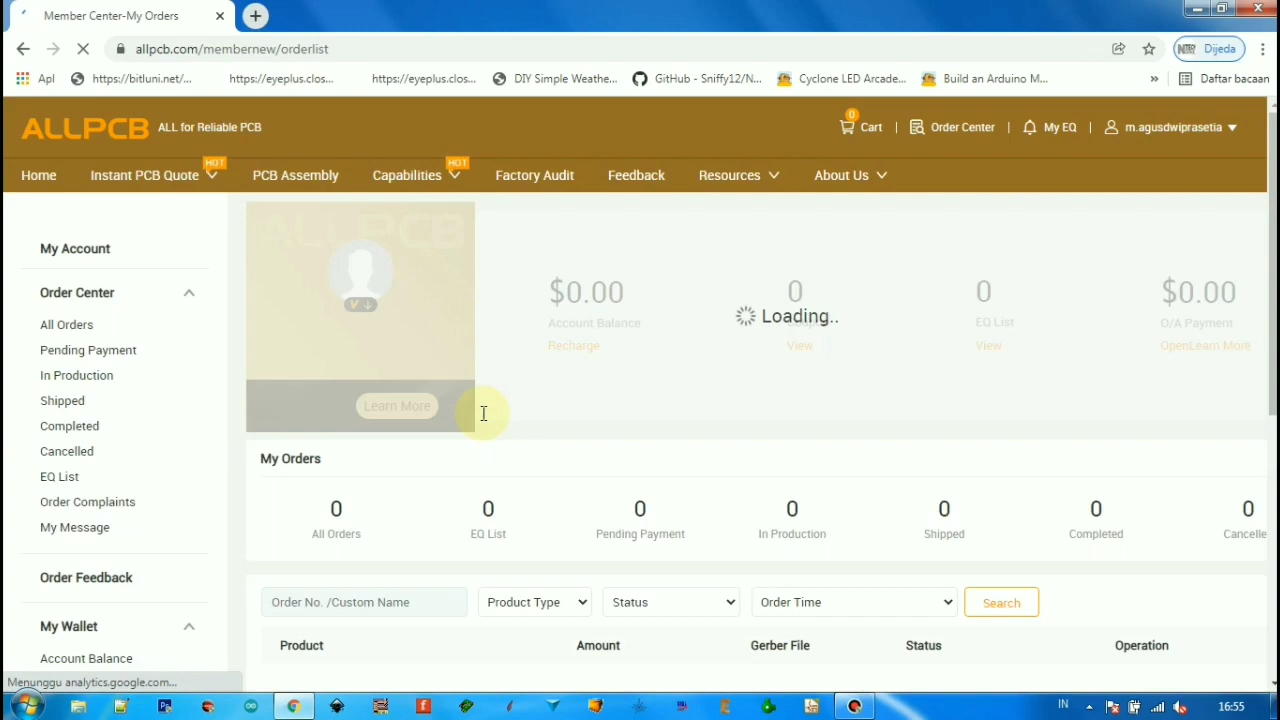 Member Center-My Orders
allpcb.com/membernew/orderlist
Dijeda
Apl https://bitluni.net/... https://eyeplus.clos... https://eyeplus.clos... DIY Simple Weathe... GitHub - Sniffy12/N... Cyclone LED Arcade... Build an Arduino M... » Daftar bacaan
ALLPCB ALL for Reliable PCB 0 Cart | Order Center | My EQ | m.agusdwiprasetia
Home Instant PCB Quote HOT PCB Assembly Capabilities HOT Factory Audit Feedback Resources About Us
My Account
Order Center
All Orders
Pending Payment
In Production
Shipped
Completed
Cancelled
EQ List
Order Complaints
My Message
Order Feedback
My Wallet
Account Balance
ALLPCB
V
Learn More
$0.00 0 0 $0.00
Loading..
Account Balance EQ List O/A Payment
Recharge View View OpenLearn More
My Orders
0 0 0 0 0 0 0
All Orders EQ List Pending Payment In Production Shipped Completed Cancelle
Order No. /Custom Name Product Type Status Order Time Search
Product Amount Gerber File Status Operation
Menunggu analytics.google.com...
IN 16:55